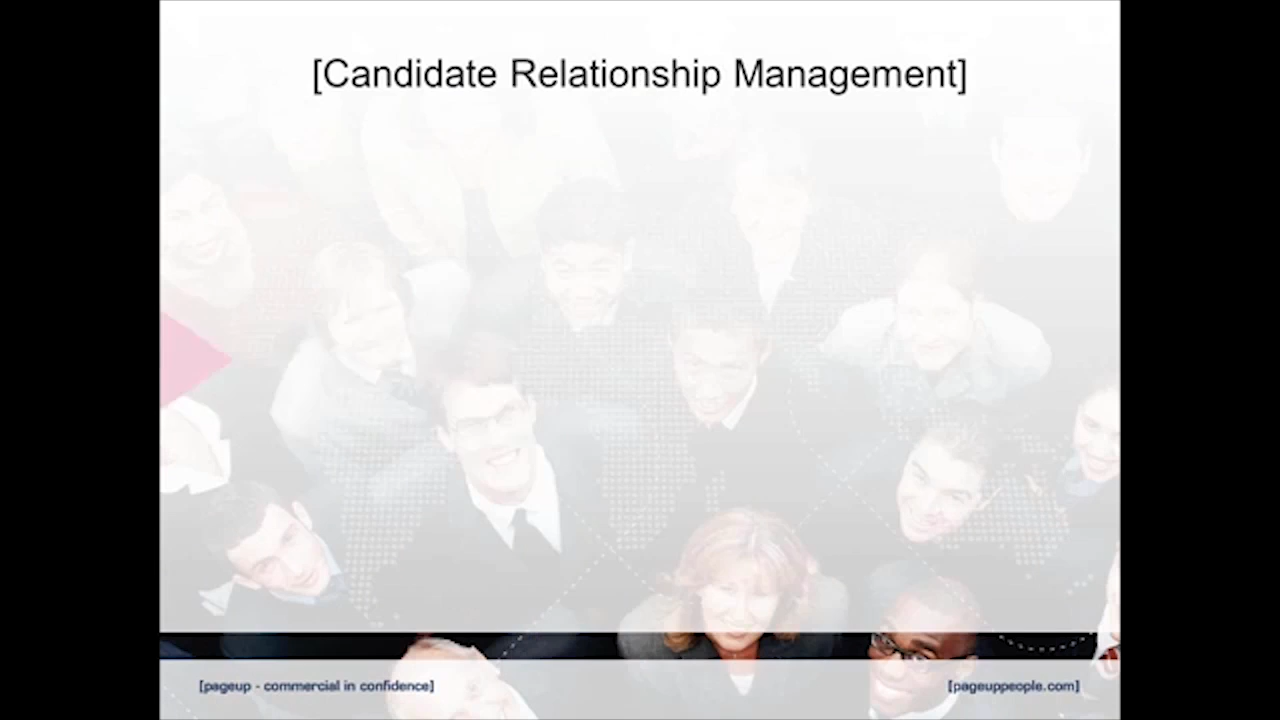 [Candidate Relationship Management]
[pageup - commercial in confidence]
[pageuppeople.com]